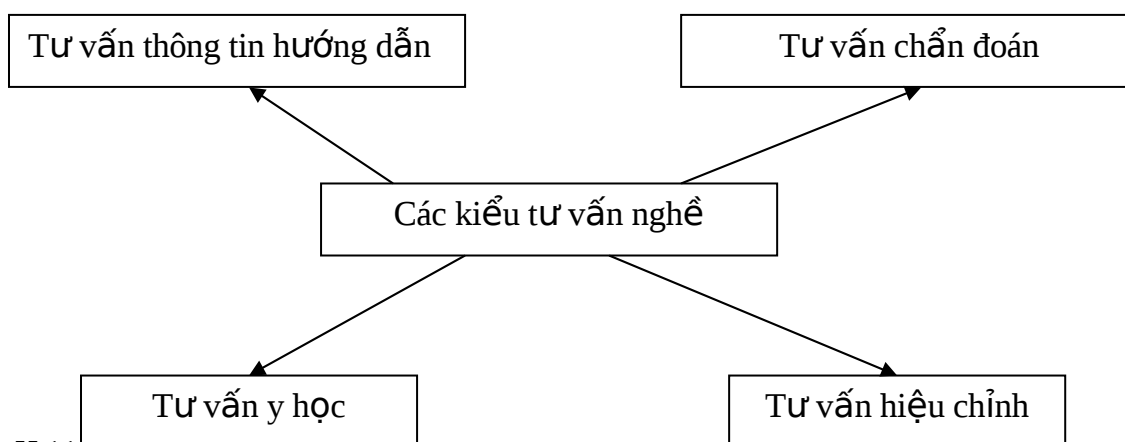 Tư vấn thông tin hướng dẫn
Tư vấn chẩn đoán
Các kiểu tư vấn nghề
Tư vấn y học
Tư vấn hiệu chỉnh